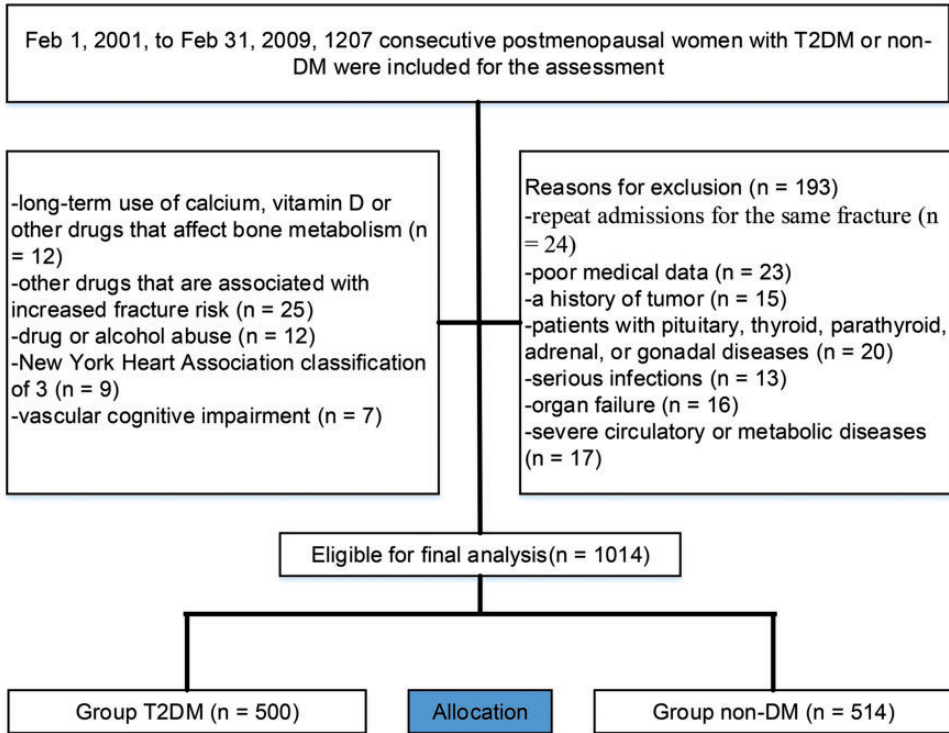 Feb 1, 2001, to Feb 31, 2009, 1207 consecutive postmenopausal women with T2DM or non-
DM were included for the assessment
-long-term use of calcium, vitamin D or
other drugs that affect bone metabolism (n
= 12)
-other drugs that are associated with
increased fracture risk (n = 25)
-drug or alcohol abuse (n = 12)
-New York Heart Association classification
of 3 (n = 9)
-vascular cognitive impairment (n = 7)
Reasons for exclusion (n = 193)
-repeat admissions for the same fracture (n
= 24)
-poor medical data (n = 23)
-a history of tumor (n = 15)
-patients with pituitary, thyroid, parathyroid,
adrenal, or gonadal diseases (n = 20)
-serious infections (n = 13)
-organ failure (n = 16)
-severe circulatory or metabolic diseases
(n = 17)
Eligible for final analysis(n = 1014)
Group T2DM (n = 500)
Allocation
Group non-DM (n = 514)